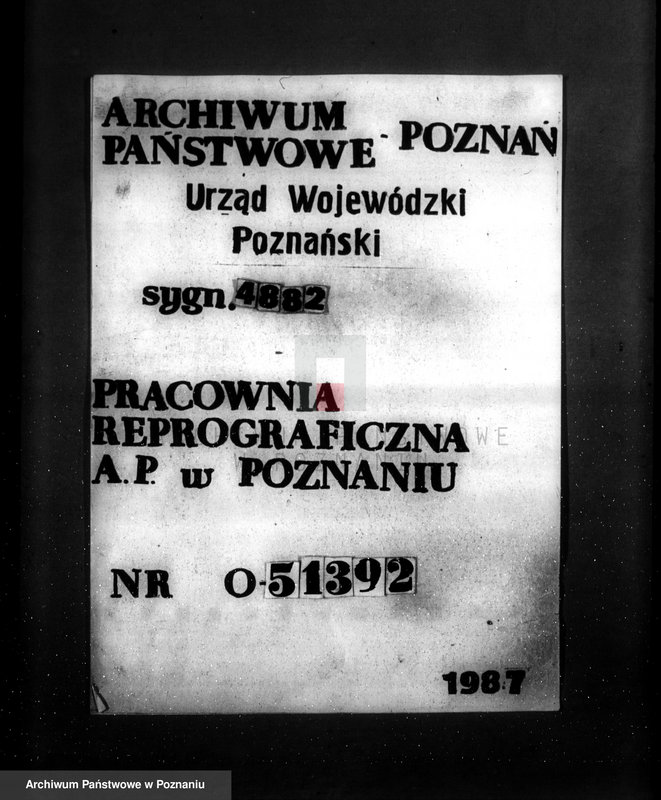 ARCHIWUM
PAŃSTWOWE - POZNAŃ
Urząd Wojewódzki
Poznański
sygn. 4882
PRACOWNIA
REPROGRAFICZNA
A.P. w POZNANIU
NR O-51392
1987
Archiwum Państwowe w Poznaniu